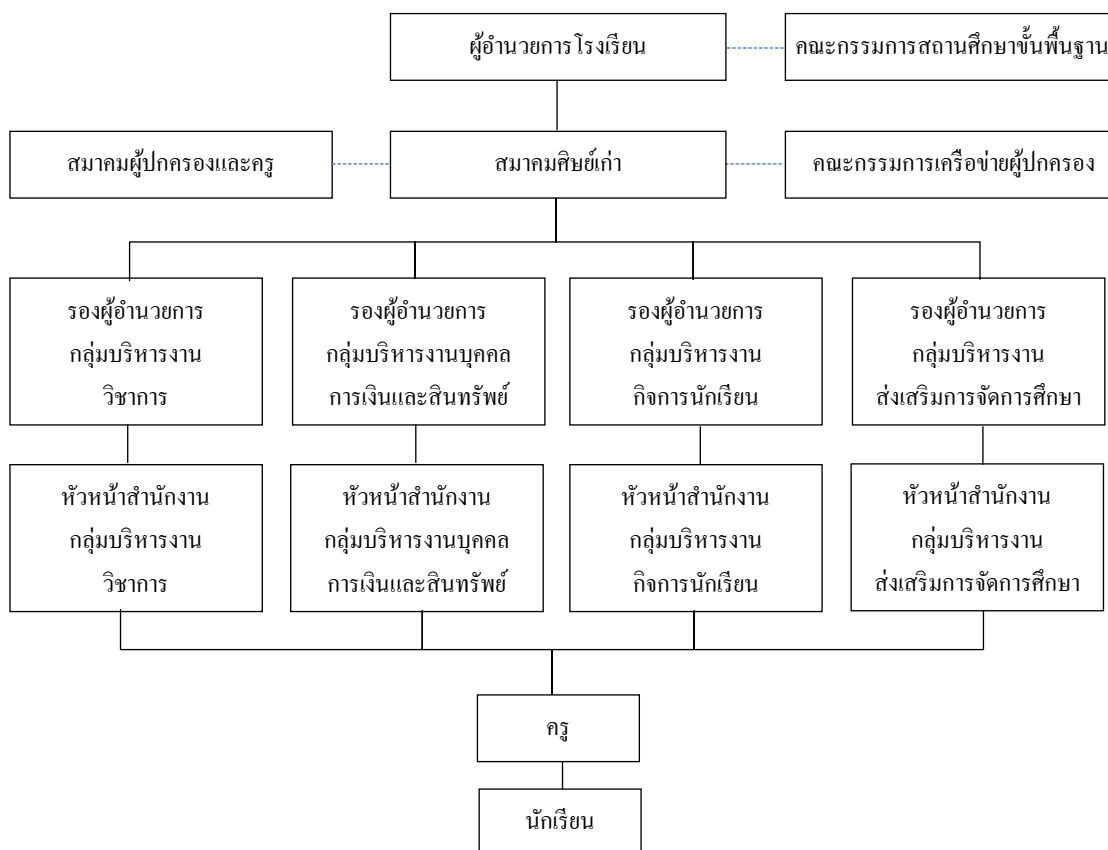 ผู้อำนวยการโรงเรียน
คณะกรรมการสถานศึกษาขั้นพื้นฐาน
สมาคมผู้ปกครองและครู
สมาคมศิษย์เก่า
คณะกรรมการเครือข่ายผู้ปกครอง
รองผู้อำนวยการ
กลุ่มบริหารงาน
วิชาการ
รองผู้อำนวยการ
กลุ่มบริหารงานบุคคล
การเงินและสินทรัพย์
รองผู้อำนวยการ
กลุ่มบริหารงาน
กิจการนักเรียน
รองผู้อำนวยการ
กลุ่มบริหารงาน
ส่งเสริมการจัดการศึกษา
หัวหน้าสำนักงาน
กลุ่มบริหารงาน
วิชาการ
หัวหน้าสำนักงาน
กลุ่มบริหารงานบุคคล
การเงินและสินทรัพย์
หัวหน้าสำนักงาน
กลุ่มบริหารงาน
กิจการนักเรียน
หัวหน้าสำนักงาน
กลุ่มบริหารงาน
ส่งเสริมการจัดการศึกษา
ครู
นักเรียน